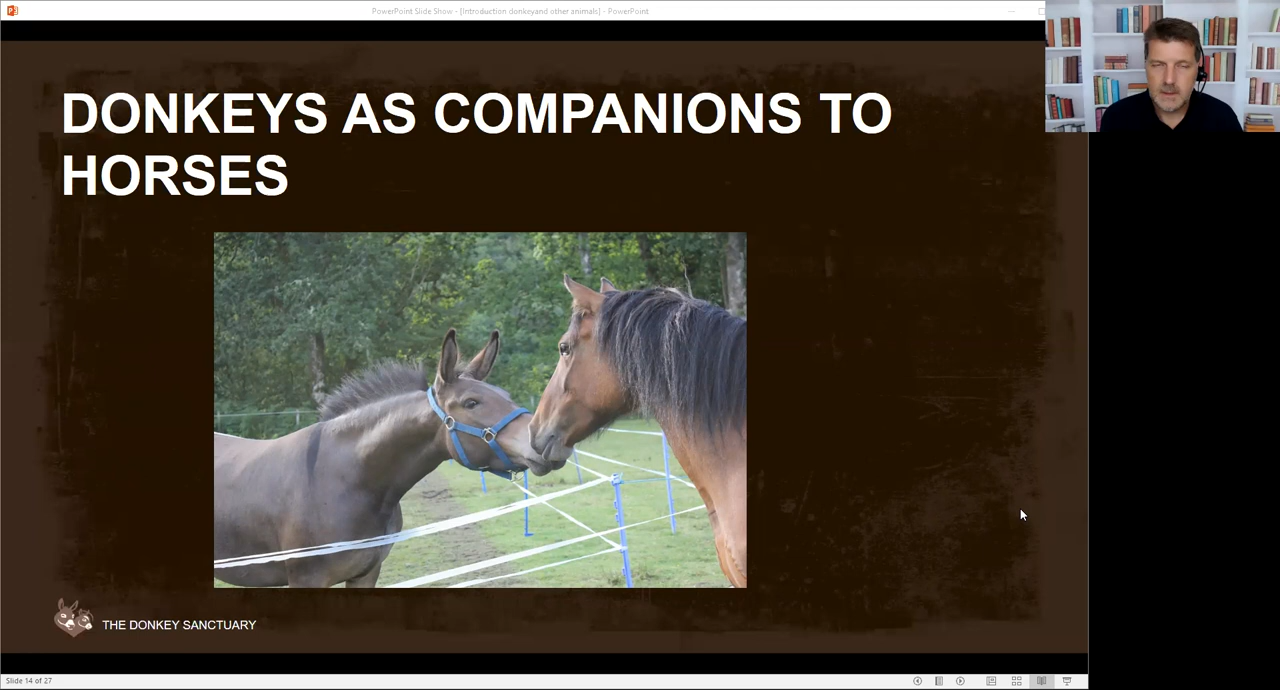 PowerPoint Slide Show - [Introduction donkeyand other animals] - PowerPoint
DONKEYS AS COMPANIONS TO
HORSES
THE DONKEY SANCTUARY
Slide 14 of 27